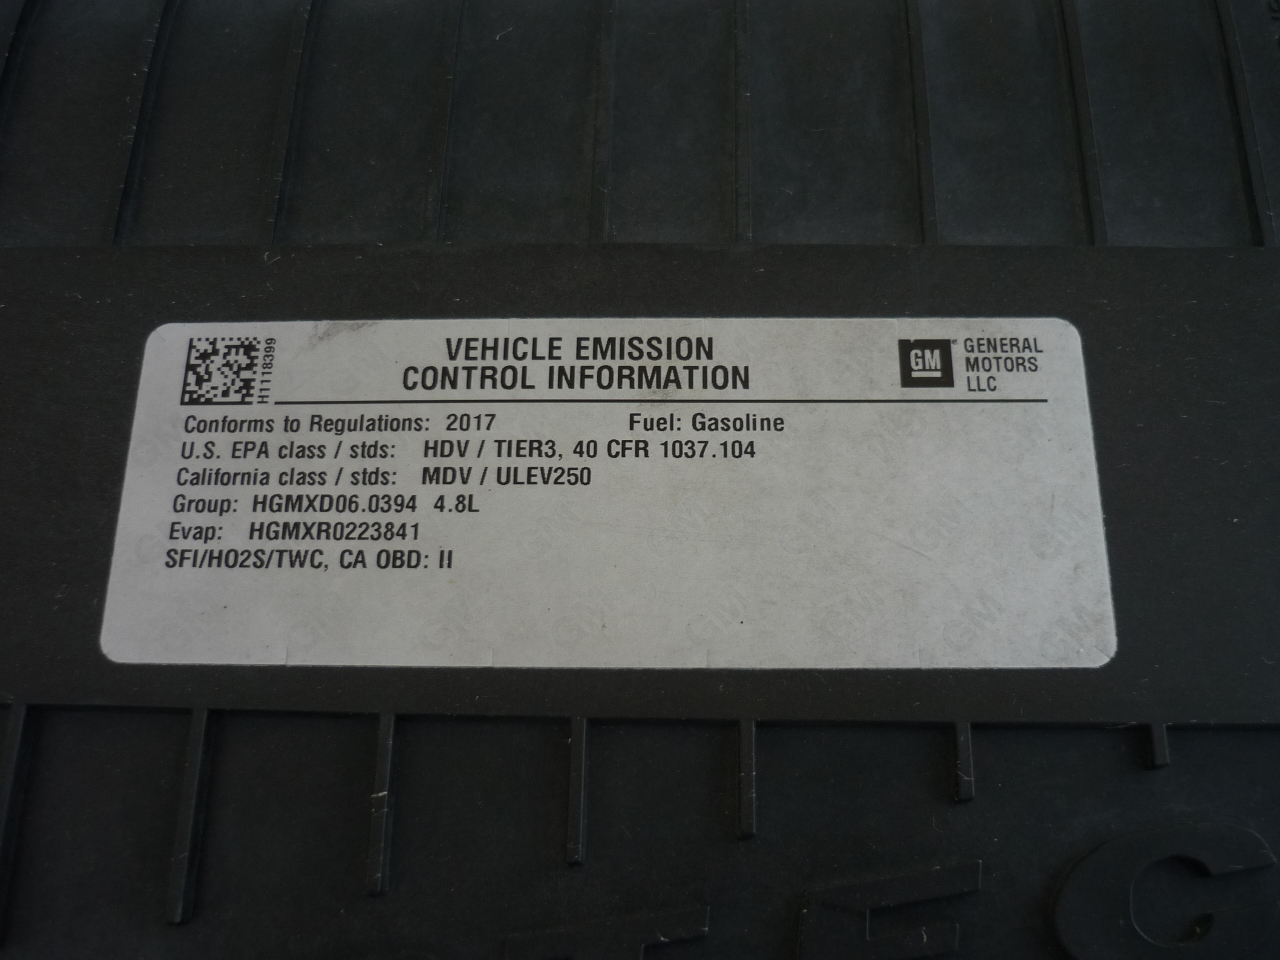 H1118399
VEHICLE EMISSION
CONTROL INFORMATION
GM
GENERAL
MOTORS
LLC
Conforms to Regulations: 2017 Fuel: Gasoline
U.S. EPA class / stds: HDV / TIER3, 40 CFR 1037.104
California class / stds: MDV / ULEV250
Group: HGMXD06.0394 4.8L
Evap: HGMXR0223841
SFI/HO2S/TWC, CA OBD: II